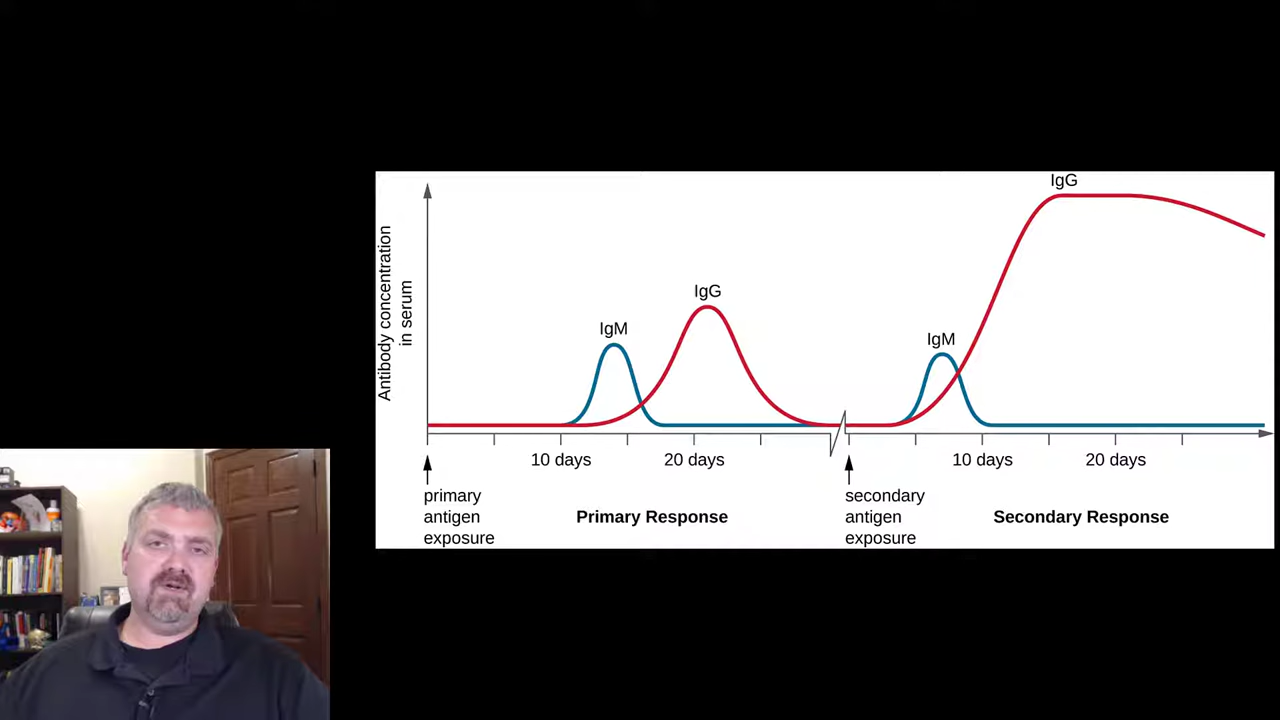 Antibody concentration
in serum
IgM
IgG
IgM
IgG
10 days
20 days
10 days
20 days
primary
antigen
exposure
Primary Response
secondary
antigen
exposure
Secondary Response